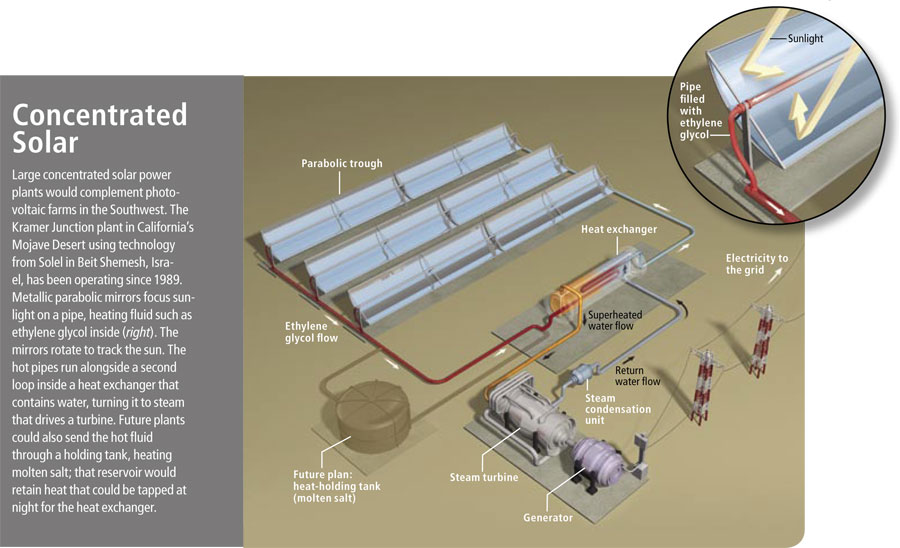 Concentrated
Solar
Large concentrated solar power
plants would complement photo-
voltaic farms in the Southwest. The
Kramer Junction plant in California’s
Mojave Desert using technology
from Solel in Beit Shemesh, Isra-
el, has been operating since 1989.
Metallic parabolic mirrors focus sun-
light on a pipe, heating fluid such as
ethylene glycol inside (right). The
mirrors rotate to track the sun. The
hot pipes run alongside a second
loop inside a heat exchanger that
contains water, turning it to steam
that drives a turbine. Future plants
could also send the hot fluid
through a holding tank, heating
molten salt; that reservoir would
retain heat that could be tapped at
night for the heat exchanger.
Sunlight
Pipe
filled
with
ethylene
glycol
Parabolic trough
Heat exchanger
Electricity to
the grid
Ethylene
glycol flow
Superheated
water flow
Return
water flow
Steam
condensation
unit
Future plan:
heat-holding tank
(molten salt)
Steam turbine
Generator